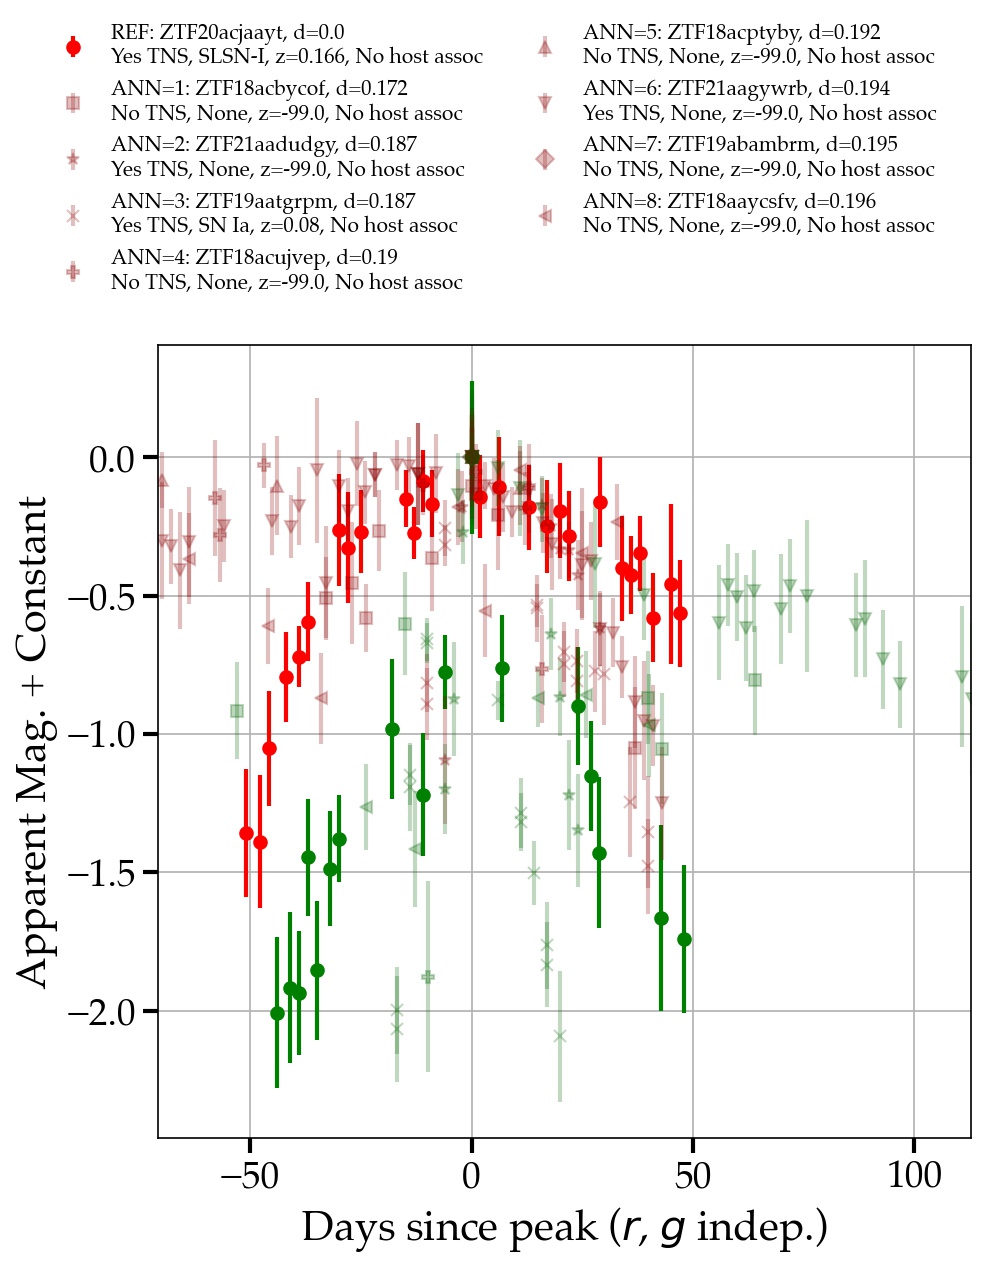 REF: ZTF20acjaayt, d=0.0
Yes TNS, SLSN-I, z=0.166, No host assoc
ANN=1: ZTF18acbycof, d=0.172
No TNS, None, z=-99.0, No host assoc
ANN=2: ZTF21aadudgy, d=0.187
Yes TNS, None, z=-99.0, No host assoc
ANN=3: ZTF19aatgrpm, d=0.187
Yes TNS, SN Ia, z=0.08, No host assoc
ANN=4: ZTF18acujvep, d=0.19
No TNS, None, z=-99.0, No host assoc
ANN=5: ZTF18acptyby, d=0.192
No TNS, None, z=-99.0, No host assoc
ANN=6: ZTF21aagywrb, d=0.194
Yes TNS, None, z=-99.0, No host assoc
ANN=7: ZTF19abambrm, d=0.195
No TNS, None, z=-99.0, No host assoc
ANN=8: ZTF18aaycsfv, d=0.196
No TNS, None, z=-99.0, No host assoc
Apparent Mag. + Constant
0.0
−0.5
−1.0
−1.5
−2.0
−50
0
50
100
Days since peak (r, g indep.)